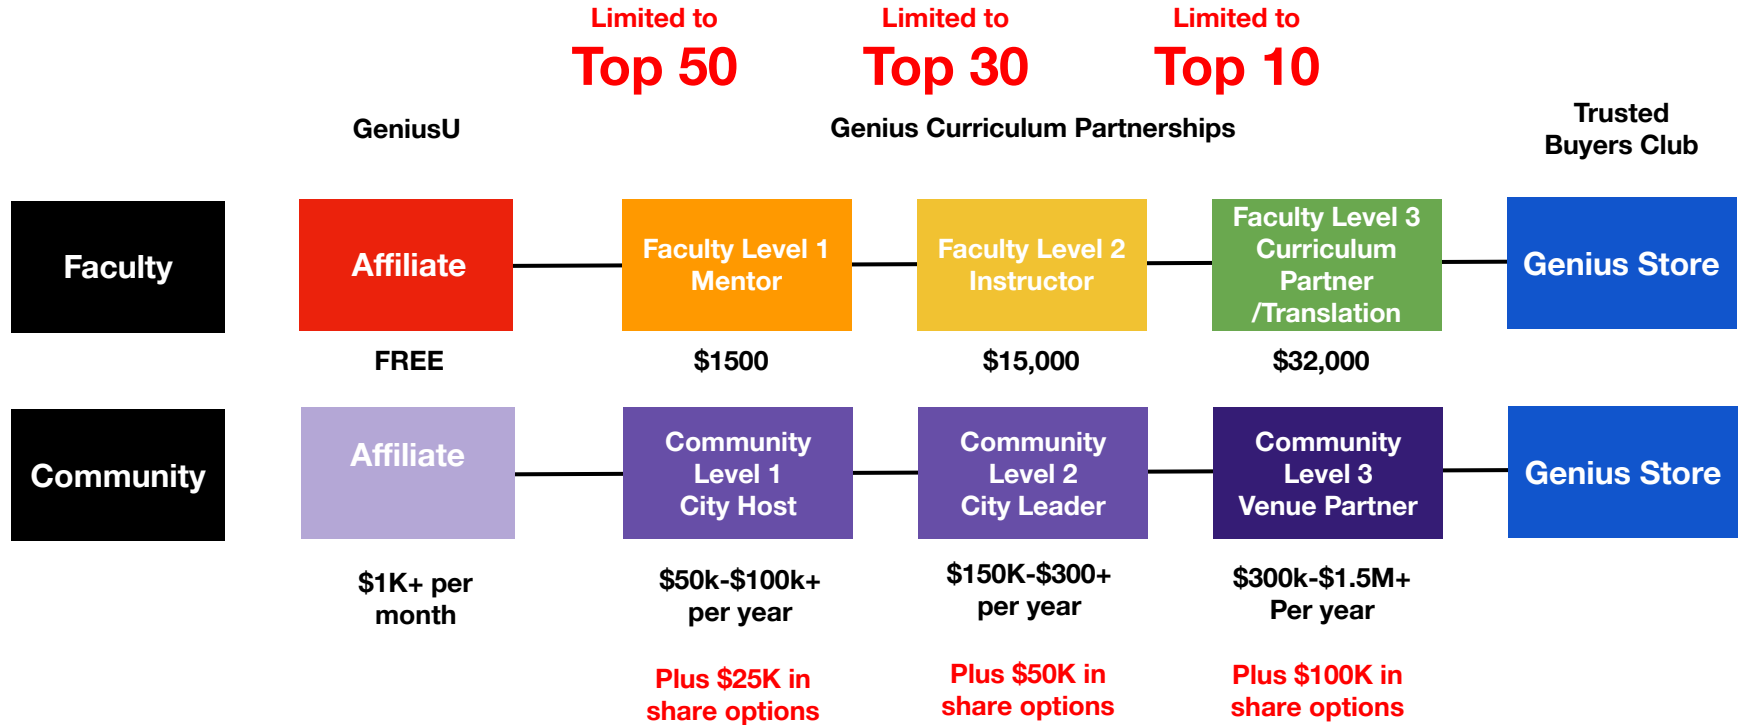 Limited to
Top 50
Limited to
Top 30
Limited to
Top 10
GeniusU
Genius Curriculum Partnerships
Trusted
Buyers Club
Faculty
Affiliate
Faculty Level 1
Mentor
Faculty Level 2
Instructor
Faculty Level 3
Curriculum
Partner
/Translation
Genius Store
FREE
$1500
$15,000
$32,000
Community
Affiliate
Community
Level 1
City Host
Community
Level 2
City Leader
Community
Level 3
Venue Partner
Genius Store
$1K+ per
month
$50k-$100k+
per year
$150K-$300+
per year
$300k-$1.5M+
Per year
Plus $25K in
share options
Plus $50K in
share options
Plus $100K in
share options